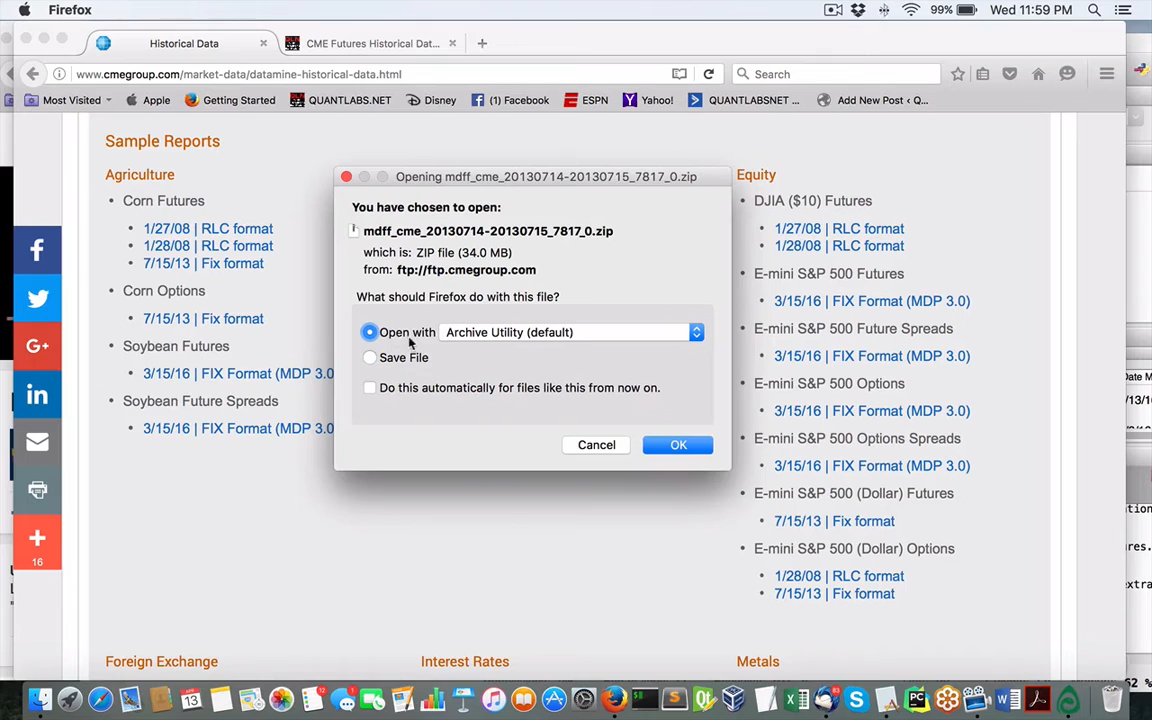 Firefox
99%
Wed 11:59 PM
Historical Data
CME Futures Historical Dat...
www.cmegroup.com/market-data/datamine-historical-data.html
Search
Most Visited
Apple
Getting Started
QUANTLABS.NET
Disney
(1) Facebook
ESPN
Yahoo!
QUANTLABSNET ...
Add New Post ‹ Q...
Sample Reports
Agriculture
Corn Futures
1/27/08 | RLC format
1/28/08 | RLC format
7/15/13 | Fix format
Corn Options
7/15/13 | Fix format
Soybean Futures
3/15/16 | FIX Format (MDP 3.0
Soybean Future Spreads
3/15/16 | FIX Format (MDP 3.0
Opening mdff_cme_20130714-20130715_7817_0.zip
You have chosen to open:
mdff_cme_20130714-20130715_7817_0.zip
which is: ZIP file (34.0 MB)
from: ftp://ftp.cmegroup.com
What should Firefox do with this file?
Open with
Archive Utility (default)
Save File
Do this automatically for files like this from now on.
Cancel
OK
Equity
DJIA ($10) Futures
1/27/08 | RLC format
1/28/08 | RLC format
E-mini S&P 500 Futures
3/15/16 | FIX Format (MDP 3.0)
E-mini S&P 500 Future Spreads
3/15/16 | FIX Format (MDP 3.0)
E-mini S&P 500 Options
3/15/16 | FIX Format (MDP 3.0)
E-mini S&P 500 Options Spreads
3/15/16 | FIX Format (MDP 3.0)
E-mini S&P 500 (Dollar) Futures
7/15/13 | Fix format
E-mini S&P 500 (Dollar) Options
1/28/08 | RLC format
7/15/13 | Fix format
16
Foreign Exchange
Interest Rates
Metals
ate M
/13/16
ation
res.
extra